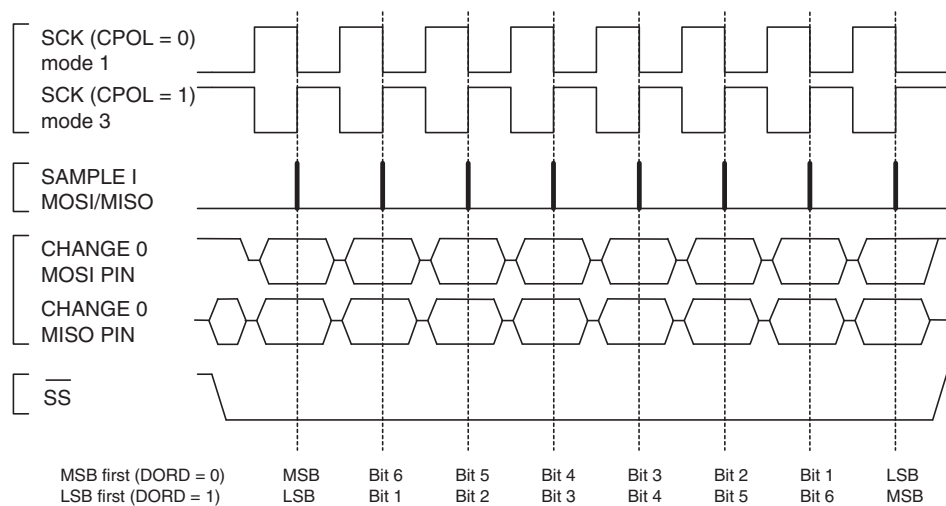 SCK (CPOL = 0)
mode 1
SCK (CPOL = 1)
mode 3
SAMPLE I
MOSI/MISO
CHANGE 0
MOSI PIN
CHANGE 0
MISO PIN
SS
MSB first (DORD = 0) MSB Bit 6 Bit 5 Bit 4 Bit 3 Bit 2 Bit 1 LSB
LSB first (DORD = 1) LSB Bit 1 Bit 2 Bit 3 Bit 4 Bit 5 Bit 6 MSB